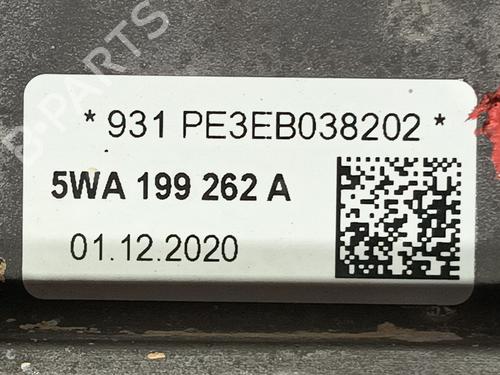 B-PARTS
* 931 PE3EB038202 *
5WA 199 262 A
01.12.2020